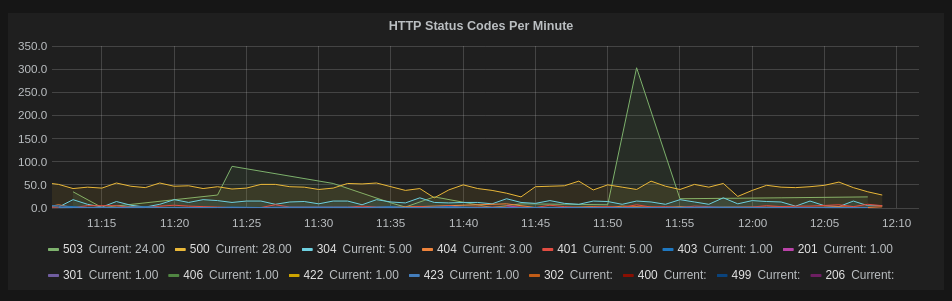 HTTP Status Codes Per Minute
350.0
300.0
250.0
200.0
150.0
100.0
50.0
0.0
11:15 11:20 11:25 11:30 11:35 11:40 11:45 11:50 11:55 12:00 12:05 12:10
503 Current: 24.00 500 Current: 28.00 304 Current: 5.00 404 Current: 3.00 401 Current: 5.00 403 Current: 1.00 201 Current: 1.00
301 Current: 1.00 406 Current: 1.00 422 Current: 1.00 423 Current: 1.00 302 Current: 400 Current: 499 Current: 206 Current: